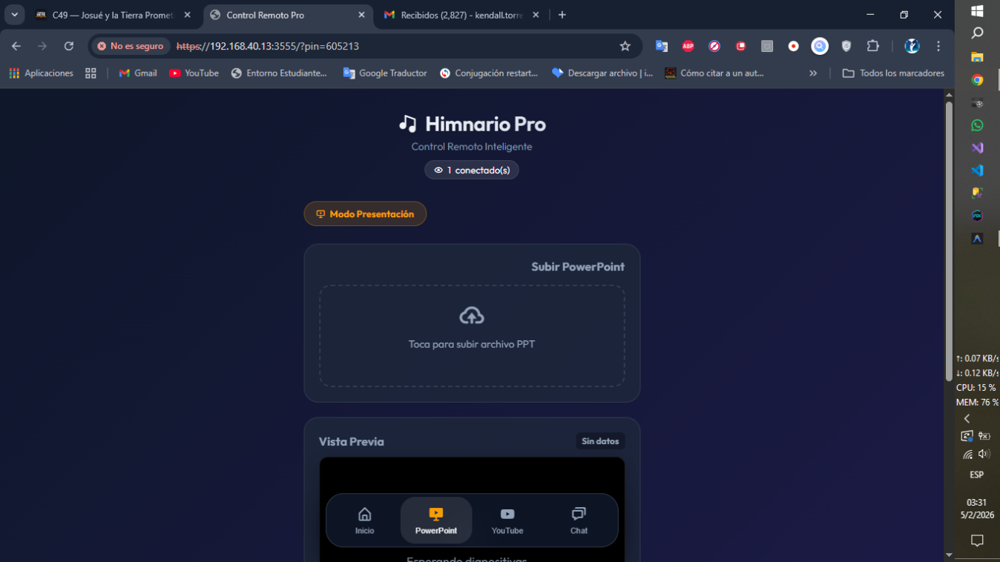 C49 — Josué y la Tierra Promet
Control Remoto Pro
Recibidos (2,827) - kendall.torre
No es seguro
https://192.168.40.13:3555/?pin=605213
Aplicaciones
Gmail
YouTube
Entorno Estudiante...
Google Traductor
Conjugación restart...
Descargar archivo | i...
Cómo citar a un aut...
»
Todos los marcadores
ABP
Himnario Pro
Control Remoto Inteligente
1 conectado(s)
Modo Presentación
Subir PowerPoint
Toca para subir archivo PPT
Vista Previa
Sin datos
Inicio
PowerPoint
YouTube
Chat
Esperando diapositivas
↑: 0.07 KB/s
↓: 0.12 KB/s
CPU: 15 %
MEM: 76 %
ESP
03:31
5/2/2026